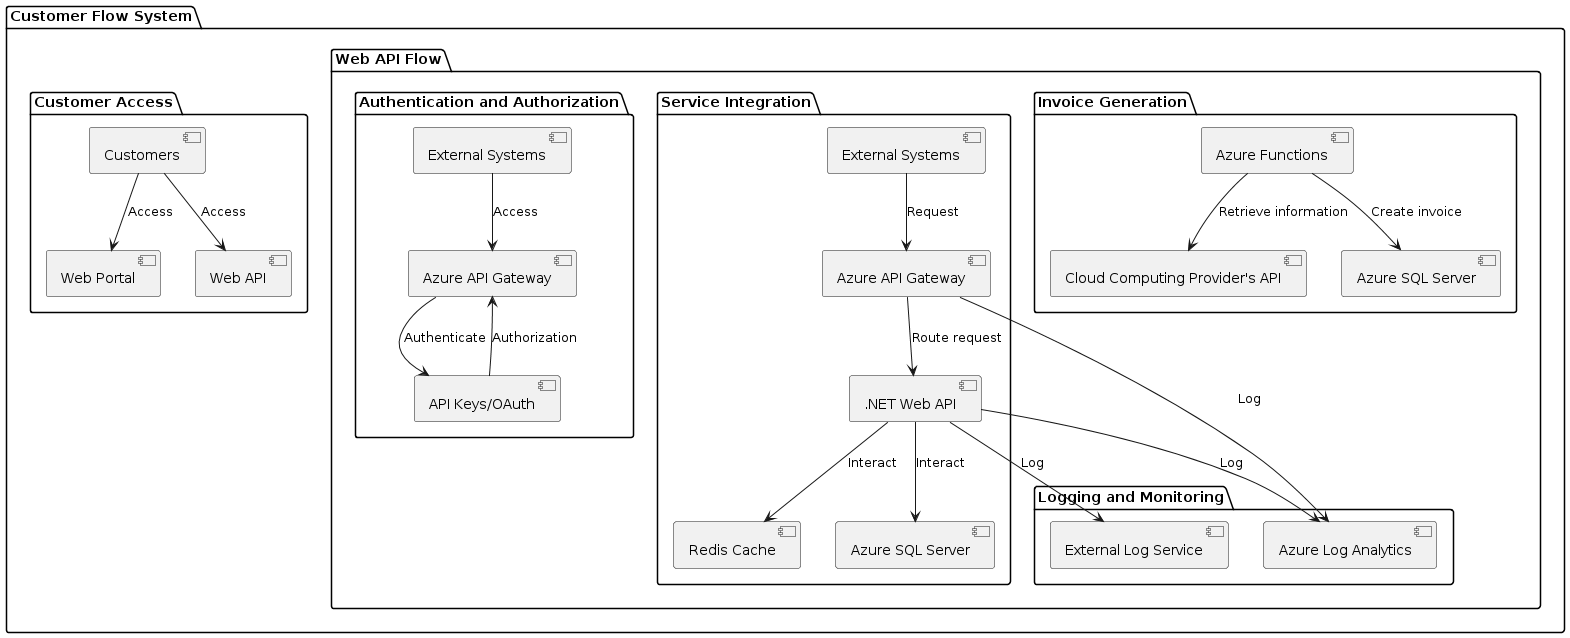 Customer Flow System
Web API Flow
Customer Access
Customers
Access
Access
Web Portal
Web API
Authentication and Authorization
External Systems
Access
Azure API Gateway
Authenticate
Authorization
API Keys/OAuth
Service Integration
External Systems
Request
Azure API Gateway
Route request
Log
.NET Web API
Interact
Interact
Log
Log
Redis Cache
Azure SQL Server
Invoice Generation
Azure Functions
Retrieve information
Create invoice
Cloud Computing Provider's API
Azure SQL Server
Logging and Monitoring
External Log Service
Azure Log Analytics